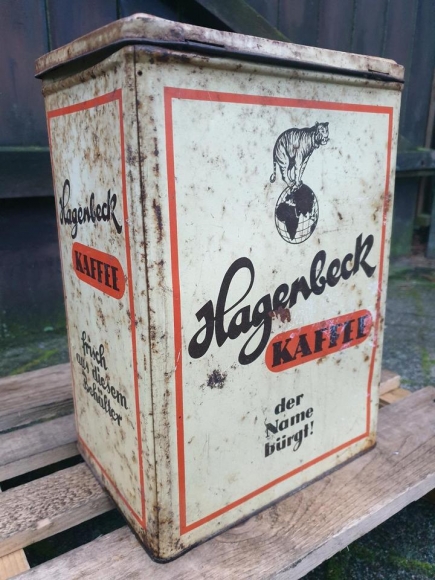 Hagenbeck
KAFFEE
frisch
aus diesem
Behälter
Hagenbeck
KAFFEE
der
Name
bürgt!